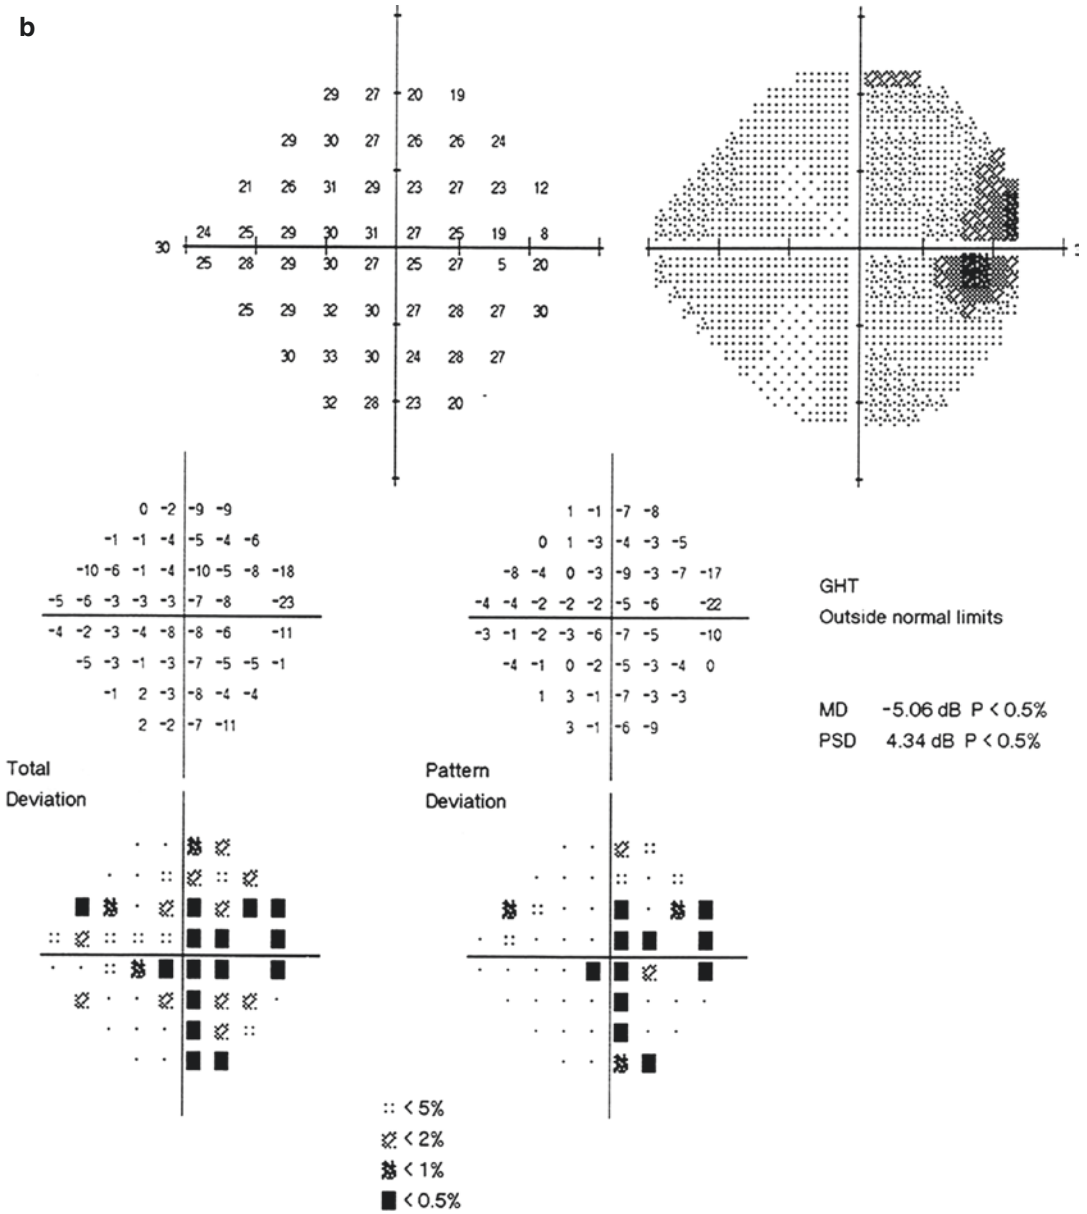 b
29 27 20 19
29 30 27 26 26 24
21 26 31 29 23 27 23 12
24 25 29 30 31 27 25 19 8
30
25 28 29 30 27 25 27 5 20
25 29 32 30 27 28 27 30
30 33 30 24 28 27
32 28 23 20
0 -2 -9 -9
-1 -1 -4 -5 -4 -6
-10 -6 -1 -4 -10 -5 -8 -18
-5 -6 -3 -3 -3 -7 -8 -23
-4 -2 -3 -4 -8 -8 -6 -11
-5 -3 -1 -3 -7 -5 -5 -1
-1 2 -3 -8 -4 -4
2 -2 -7 -11
Total
Deviation
1 -1 -7 -8
0 1 -3 -4 -3 -5
-8 -4 0 -3 -9 -3 -7 -17
-4 -4 -2 -2 -2 -5 -6 -22
-3 -1 -2 -3 -6 -7 -5 -10
-4 -1 0 -2 -5 -3 -4 0
1 3 -1 -7 -3 -3
3 -1 -6 -9
Pattern
Deviation
GHT
Outside normal limits
MD -5.06 dB P < 0.5%
PSD 4.34 dB P < 0.5%
:: < 5%
< 2%
< 1%
< 0.5%